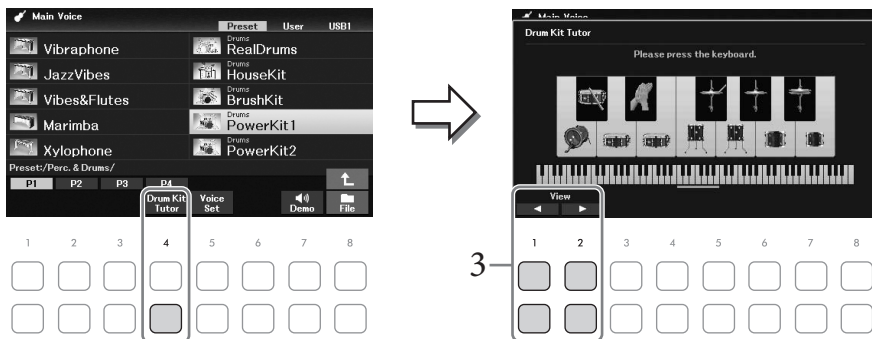 Main Voice
Preset User USB1
Vibraphone
JazzVibes
Vibes&Flutes
Marimba
Xylophone
Drums
RealDrums
Drums
HouseKit
Drums
BrushKit
Drums
PowerKit1
Drums
PowerKit2
Preset:/Perc. & Drums/
P1 P2 P3 P4
Drum Kit
Tutor
Voice
Set
Demo
File
1 2 3 4 5 6 7 8
Main Voice
Drum Kit Tutor
Please press the keyboard.
View
1 2 3 4 5 6 7 8
3